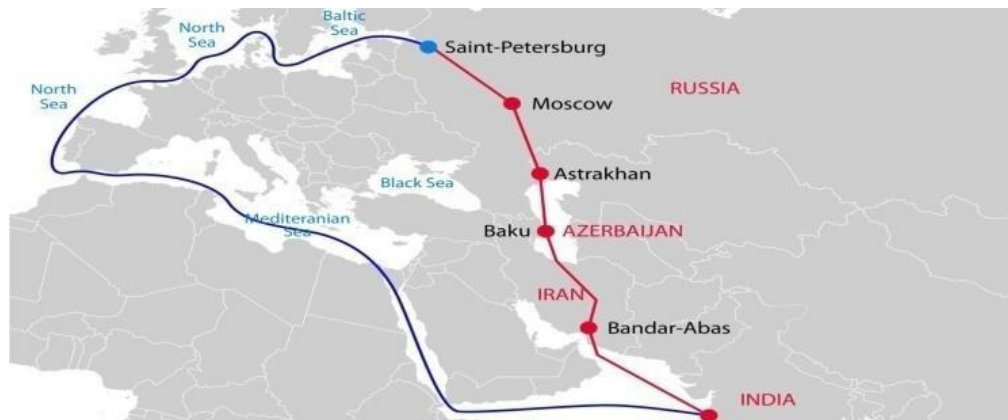 North
Sea
Baltic
Sea
Saint-Petersburg
North
Sea
Moscow
RUSSIA
Astrakhan
Black Sea
Mediteranian
Sea
Baku
AZERBAIJAN
IRAN
Bandar-Abas
INDIA